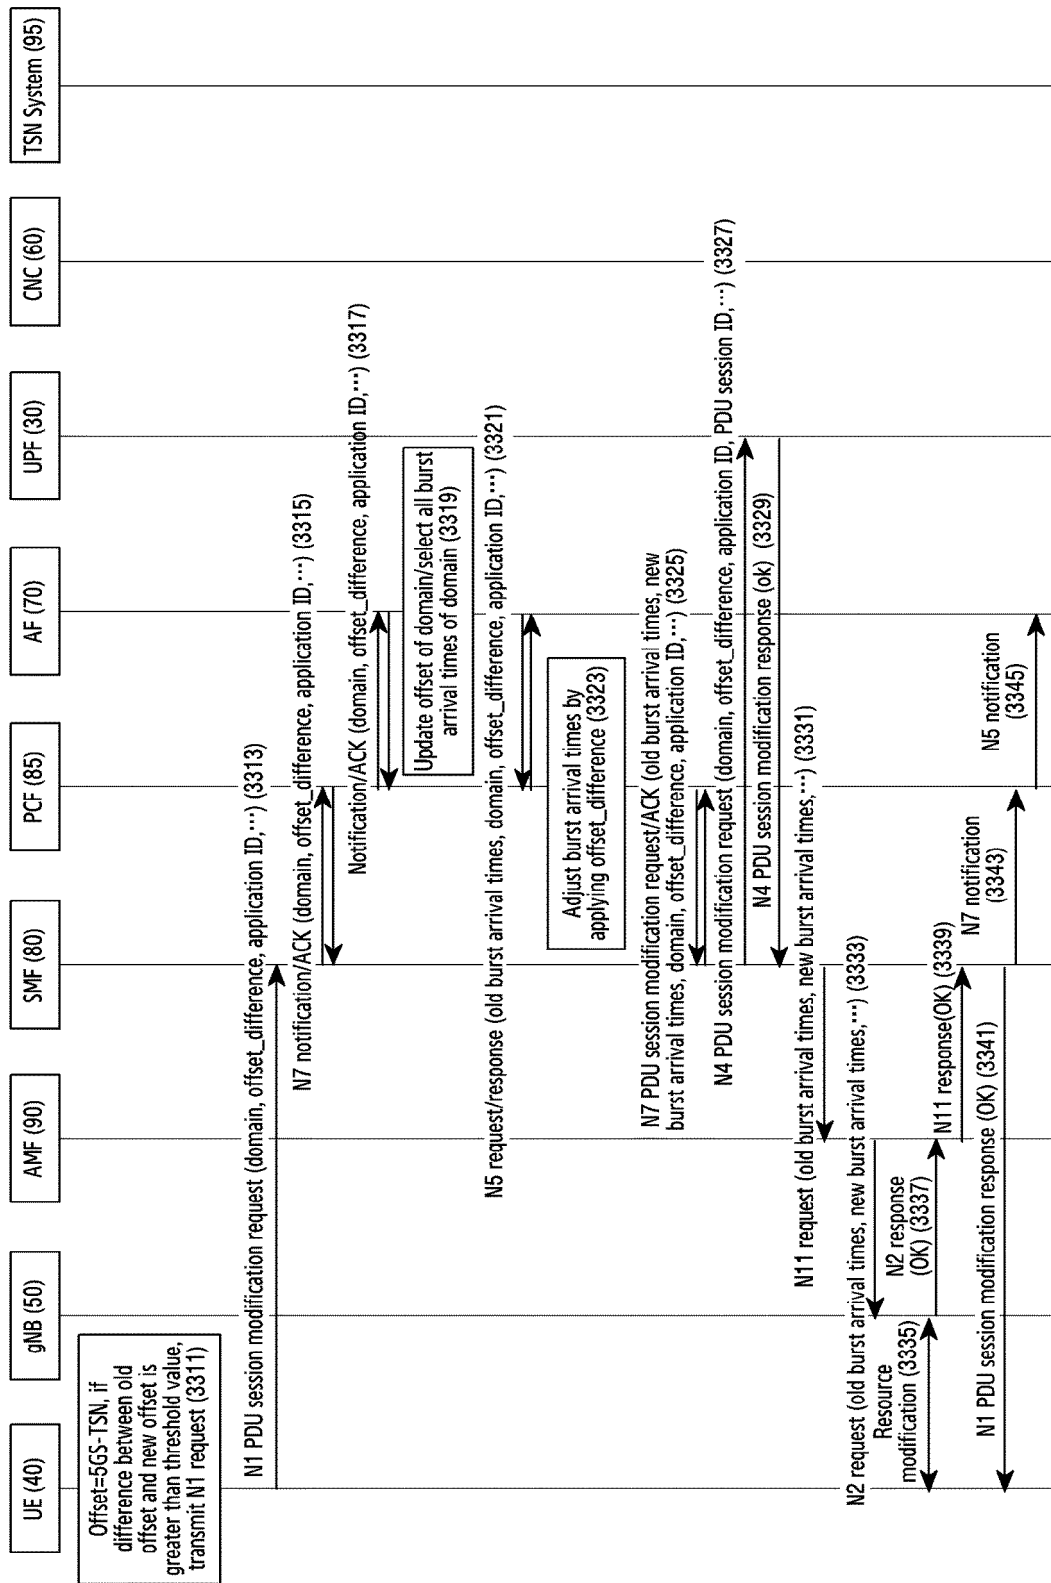 UE (40)
gNB (50)
AMF (90)
SMF (80)
PCF (85)
AF (70)
UPF (30)
CNC (60)
TSN System (95)
Offset=5GS-TSN, if
difference between old
offset and new offset is
greater than threshold value,
transmit N1 request (3311)
N1 PDU session modification request (domain, offset_difference, application ID,⋯) (3313)
N7 notification/ACK (domain, offset_difference, application ID,⋯) (3315)
Notification/ACK (domain, offset_difference, application ID,⋯) (3317)
Update offset of domain/select all burst
arrival times of domain (3319)
N5 request/response (old burst arrival times, domain, offset_difference, application ID,⋯) (3321)
Adjust burst arrival times by
applying offset_difference (3323)
N7 PDU session modification request/ACK (old burst arrival times, new
burst arrival times, domain, offset_difference, application ID,⋯) (3325)
N4 PDU session modification request (domain, offset_difference, application ID, PDU session ID,⋯) (3327)
N4 PDU session modification response (ok) (3329)
N11 request (old burst arrival times, new burst arrival times,⋯) (3331)
N2 request (old burst arrival times, new burst arrival times,⋯) (3333)
Resource
modification (3335)
N2 response
(OK) (3337)
N11 response(OK) (3339)
N1 PDU session modification response (OK) (3341)
N7 notification
(3343)
N5 notification
(3345)